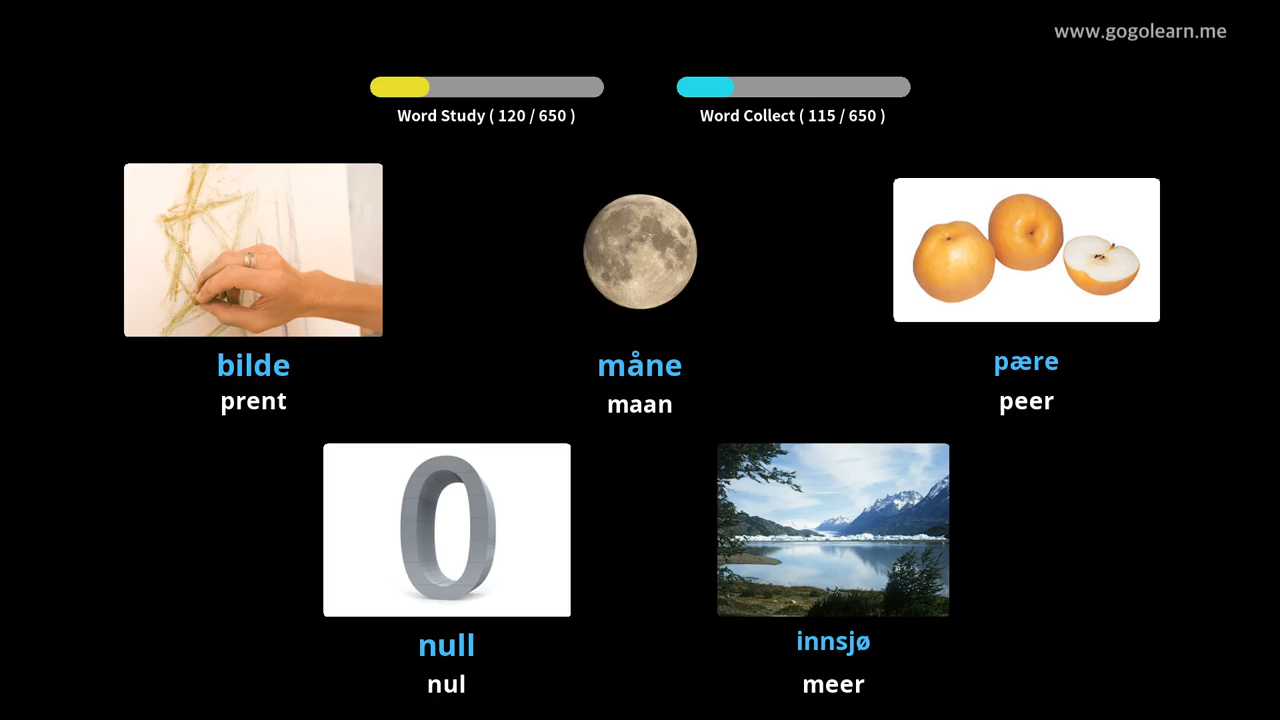 www.gogolearn.me
Word Study ( 120 / 650 )
Word Collect ( 115 / 650 )
bilde
prent
måne
maan
pære
peer
0
null
nul
innsjø
meer